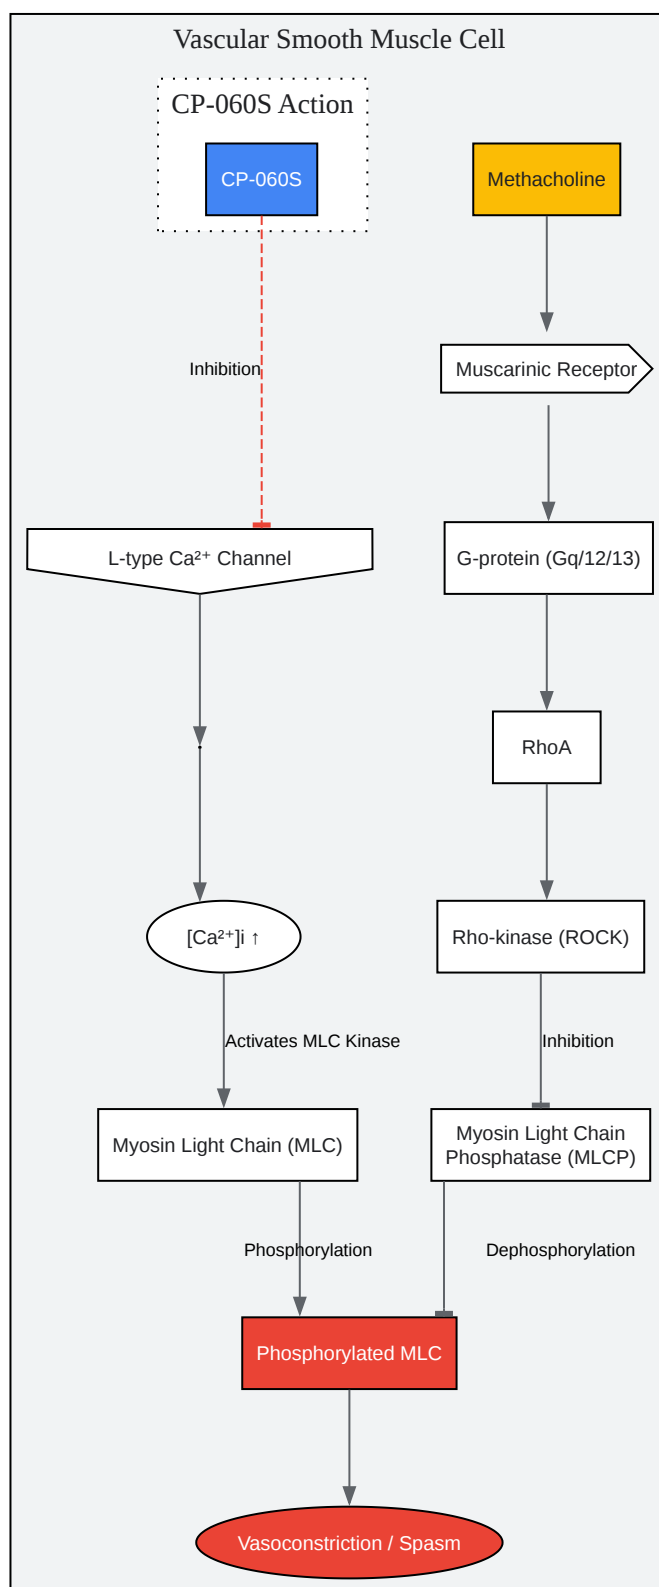 Vascular Smooth Muscle Cell
CP-060S Action
CP-060S
Methacholine
Inhibition
Muscarinic Receptor
L-type Ca²⁺ Channel
G-protein (Gq/12/13)
RhoA
[Ca²⁺]i ↑
Rho-kinase (ROCK)
Activates MLC Kinase
Inhibition
Myosin Light Chain (MLC)
Myosin Light Chain
Phosphatase (MLCP)
Phosphorylation
Dephosphorylation
Phosphorylated MLC
Vasoconstriction / Spasm